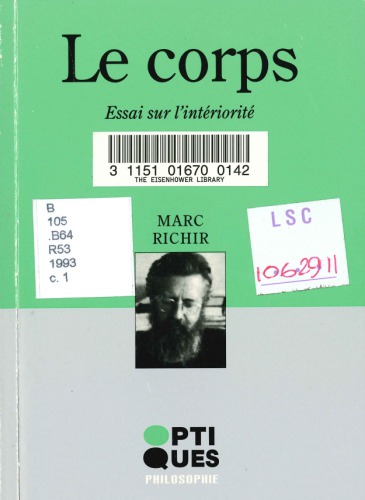 Le corps
Essai sur l'intériorité
3 1151 01670 0142
THE EISENHOWER LIBRARY
B
105
.B64
R53
1993
c. 1
MARC
RICHIR
LSC
1062911
OPTI
QUES
PHILOSOPHIE